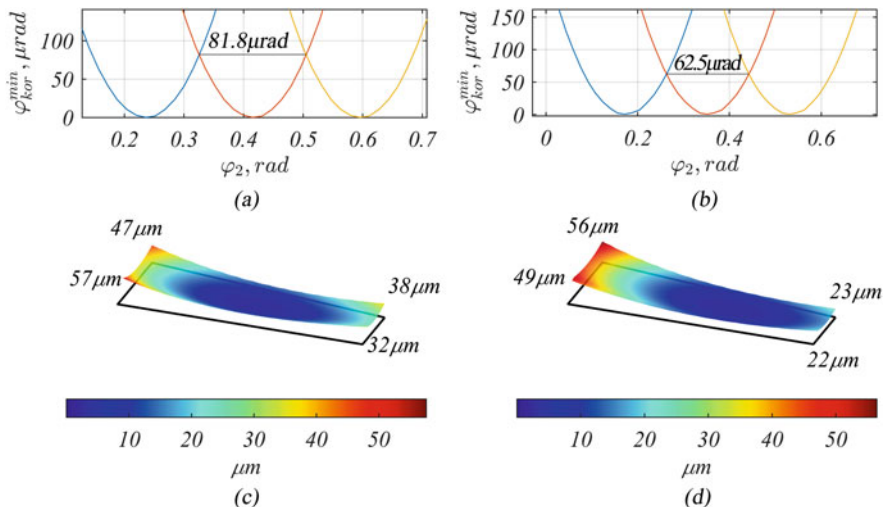 100
50
0
φ_kor^min, μrad
81.8μrad
0.2 0.3 0.4 0.5 0.6 0.7
φ₂, rad
(a)
150
100
50
0
φ_kor^min, μrad
62.5μrad
0 0.2 0.4 0.6
φ₂, rad
(b)
47μm
57μm
38μm
32μm
10 20 30 40 50
μm
(c)
56μm
49μm
23μm
22μm
10 20 30 40 50
μm
(d)